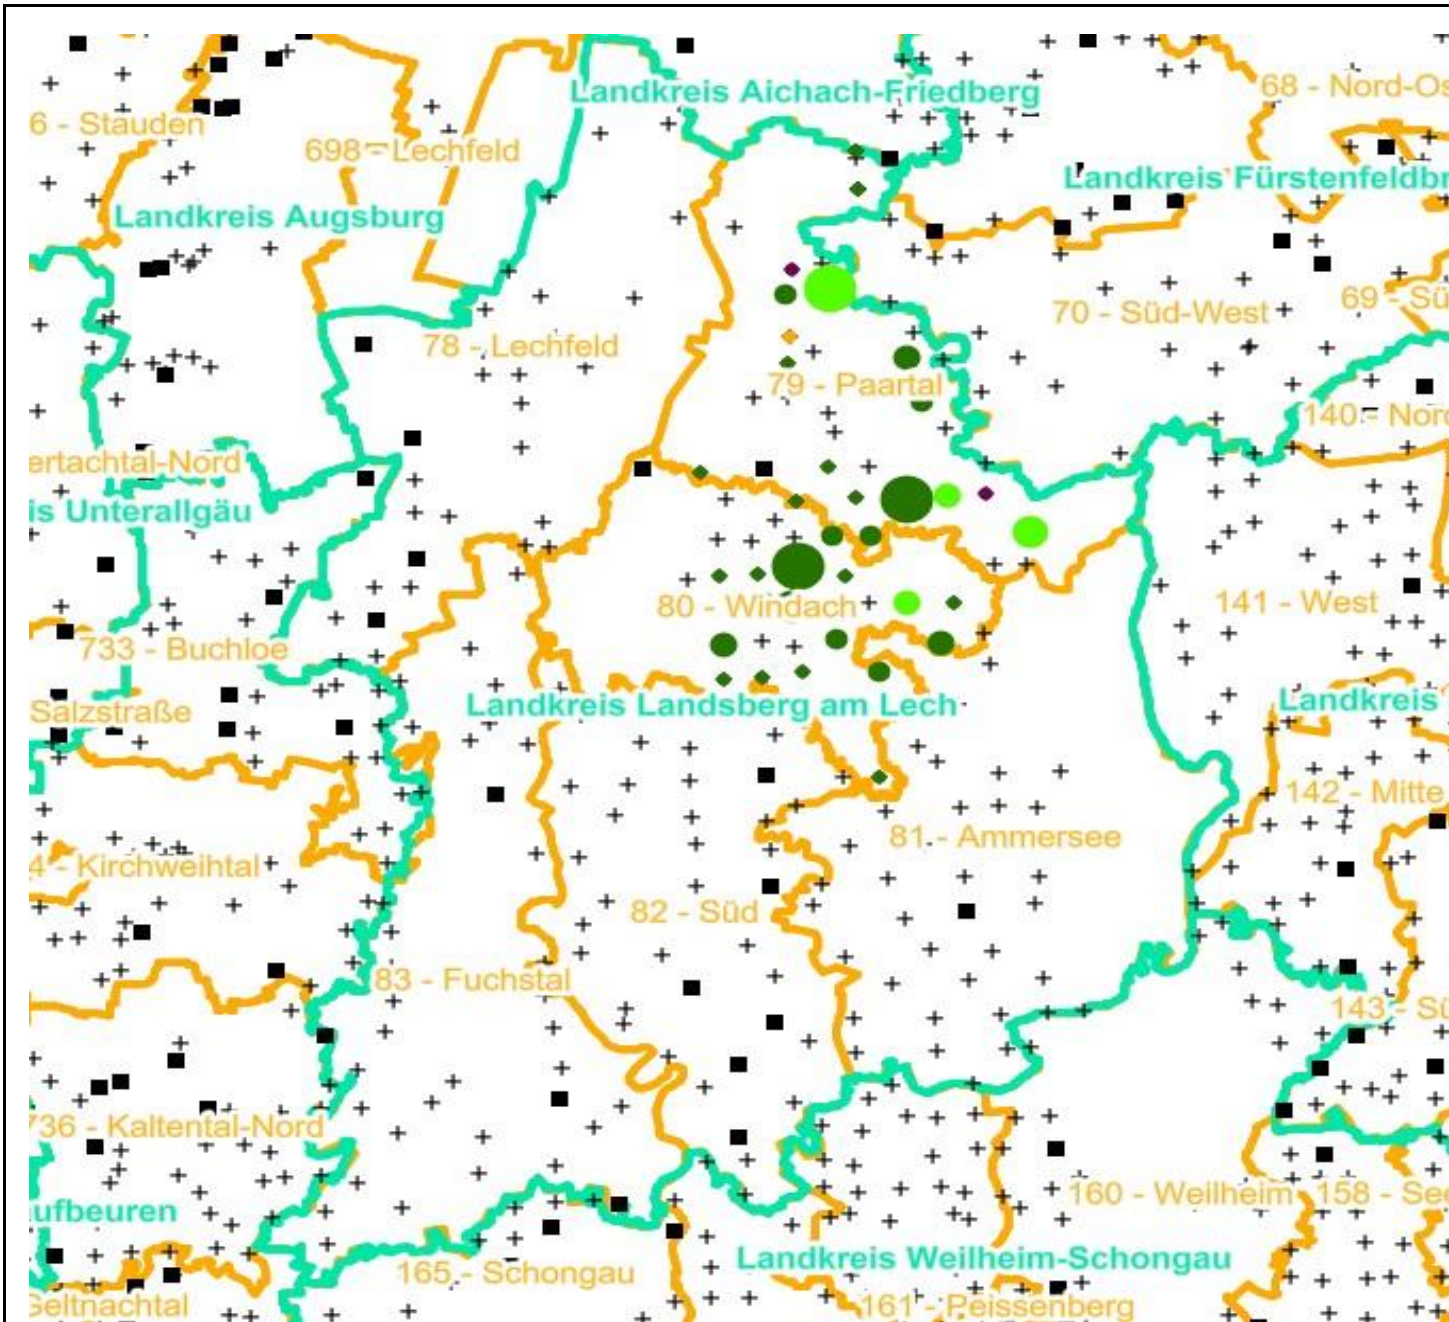 Landkreis Aichach-Friedberg
68 - Nord-Os
6 - Stauden
698 - Lechfeld
Landkreis Fürstenfeldbr
Landkreis Augsburg
69 - Sü
70 - Süd-West
78 - Lechfeld
79 - Paartal
140 - Nord
ertachtal-Nord
is Unterallgäu
141 - West
80 - Windach
733 - Buchloe
Landkreis
Landkreis Landsberg am Lech
Salzstraße
142 - Mitte
81 - Ammersee
4 - Kirchweihtal
82 - Süd
83 - Fuchstal
143 - Sü
736 - Kaltental-Nord
160 - Weilheim
158 - See
ufbeuren
Landkreis Weilheim-Schongau
165 - Schongau
Geltnachtal
161 - Peissenberg